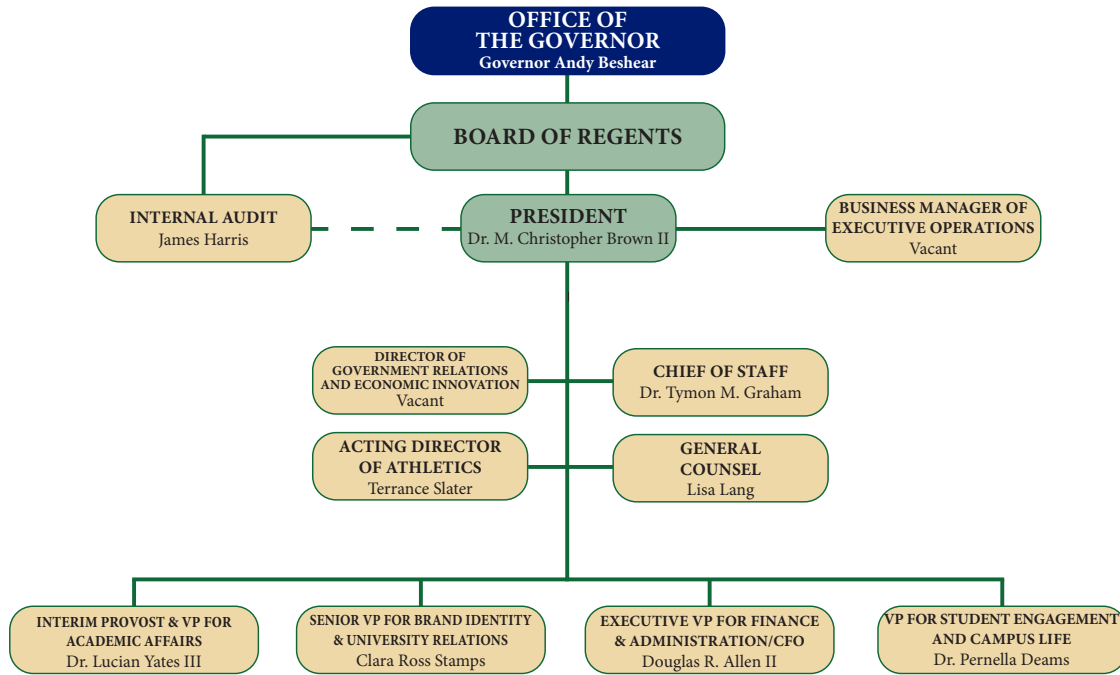 OFFICE OF
THE GOVERNOR
Governor Andy Beshear
BOARD OF REGENTS
INTERNAL AUDIT
James Harris
PRESIDENT
Dr. M. Christopher Brown II
BUSINESS MANAGER OF
EXECUTIVE OPERATIONS
Vacant
DIRECTOR OF
GOVERNMENT RELATIONS
AND ECONOMIC INNOVATION
Vacant
CHIEF OF STAFF
Dr. Tymon M. Graham
ACTING DIRECTOR
OF ATHLETICS
Terrance Slater
GENERAL
COUNSEL
Lisa Lang
INTERIM PROVOST & VP FOR
ACADEMIC AFFAIRS
Dr. Lucian Yates III
SENIOR VP FOR BRAND IDENTITY
& UNIVERSITY RELATIONS
Clara Ross Stamps
EXECUTIVE VP FOR FINANCE
& ADMINISTRATION/CFO
Douglas R. Allen II
VP FOR STUDENT ENGAGEMENT
AND CAMPUS LIFE
Dr. Pernella Deams